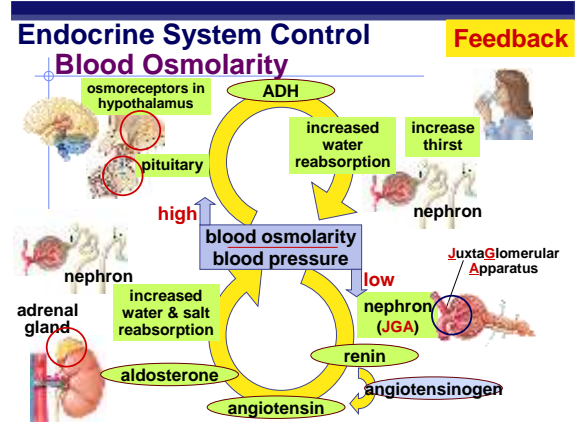 Endocrine System Control
Feedback
Blood Osmolarity
osmoreceptors in
hypothalamus
ADH
increased
water
reabsorption
increase
thirst
pituitary
nephron
high
blood osmolarity
blood pressure
JuxtaGlomerular
Apparatus
nephron
low
increased
water & salt
reabsorption
nephron
(JGA)
adrenal
gland
renin
aldosterone
angiotensinogen
angiotensin